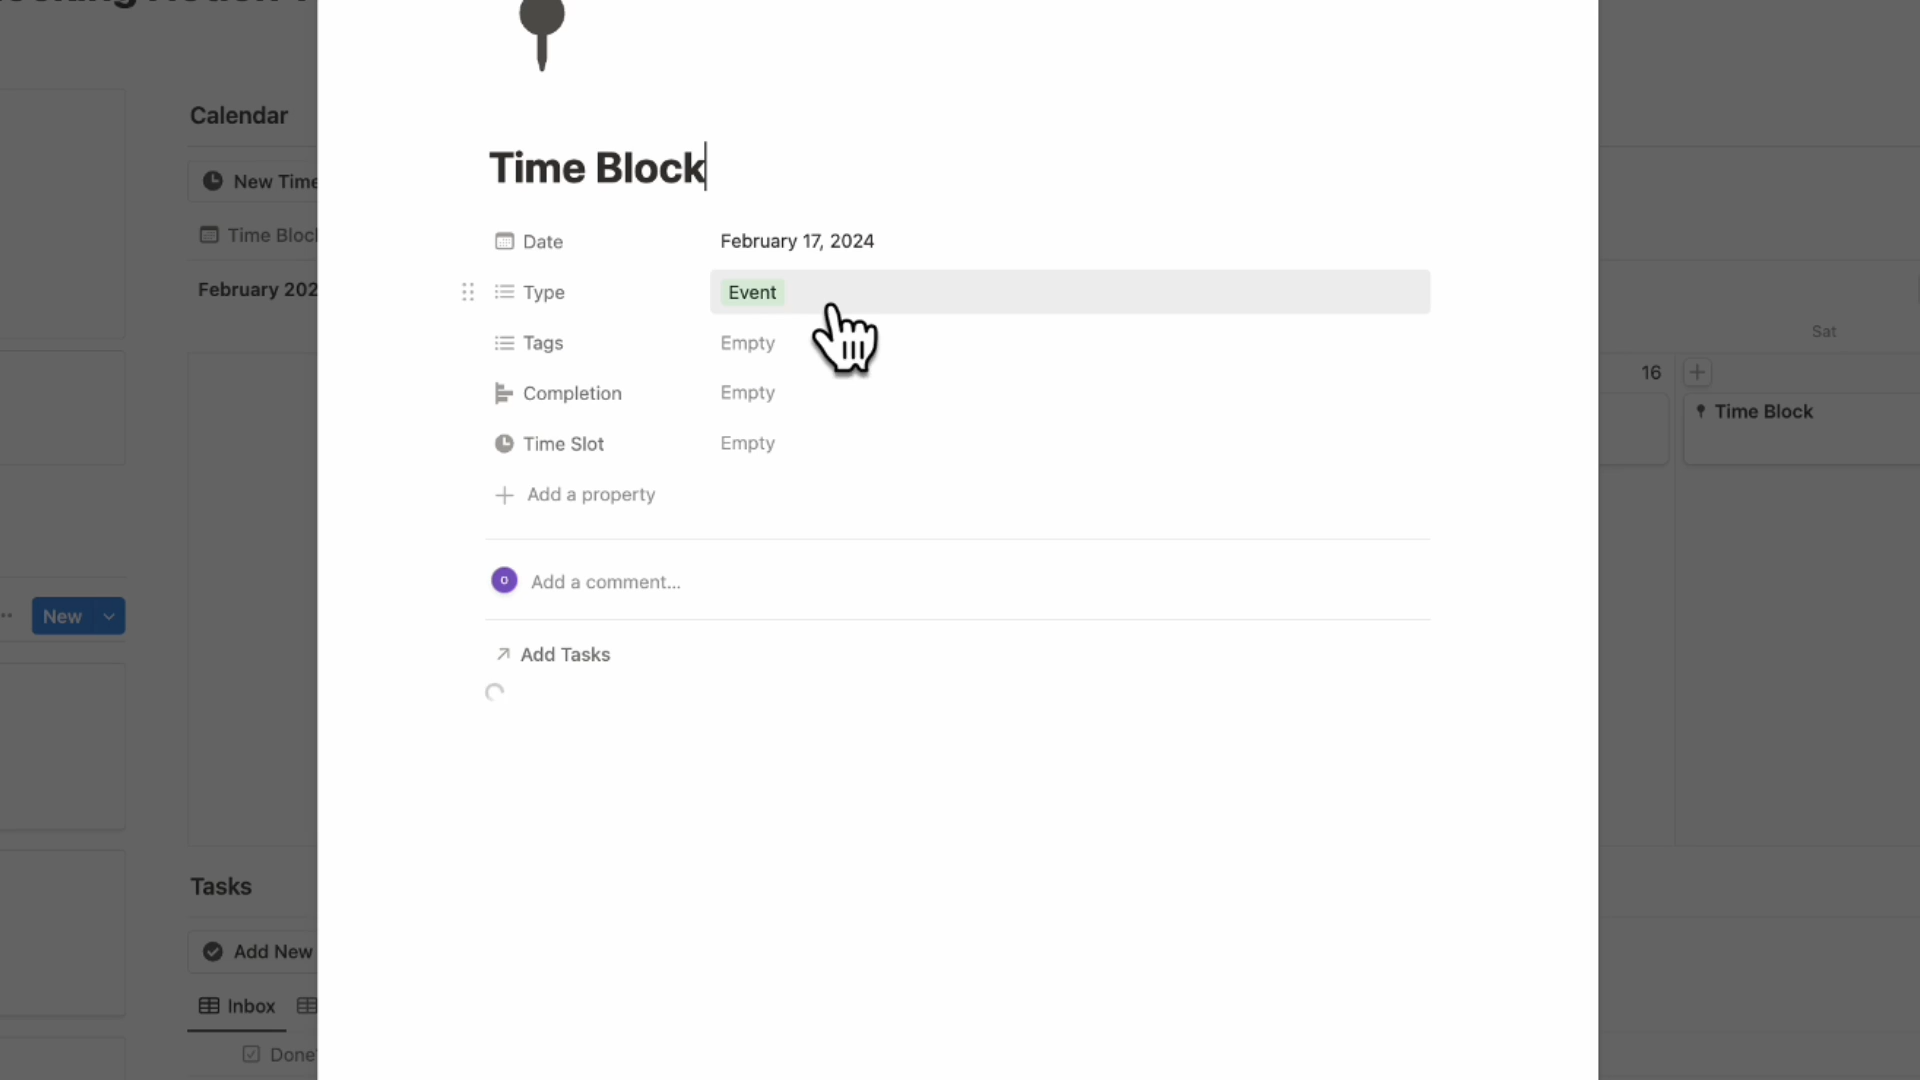 Calendar
New Time
Time Block
February 202
New
Tasks
Add New
Inbox
Done
Time Block
Date
February 17, 2024
Type
Event
Tags
Empty
Completion
Empty
Time Slot
Empty
Add a property
O
Add a comment...
Add Tasks
Sat
16
Time Block